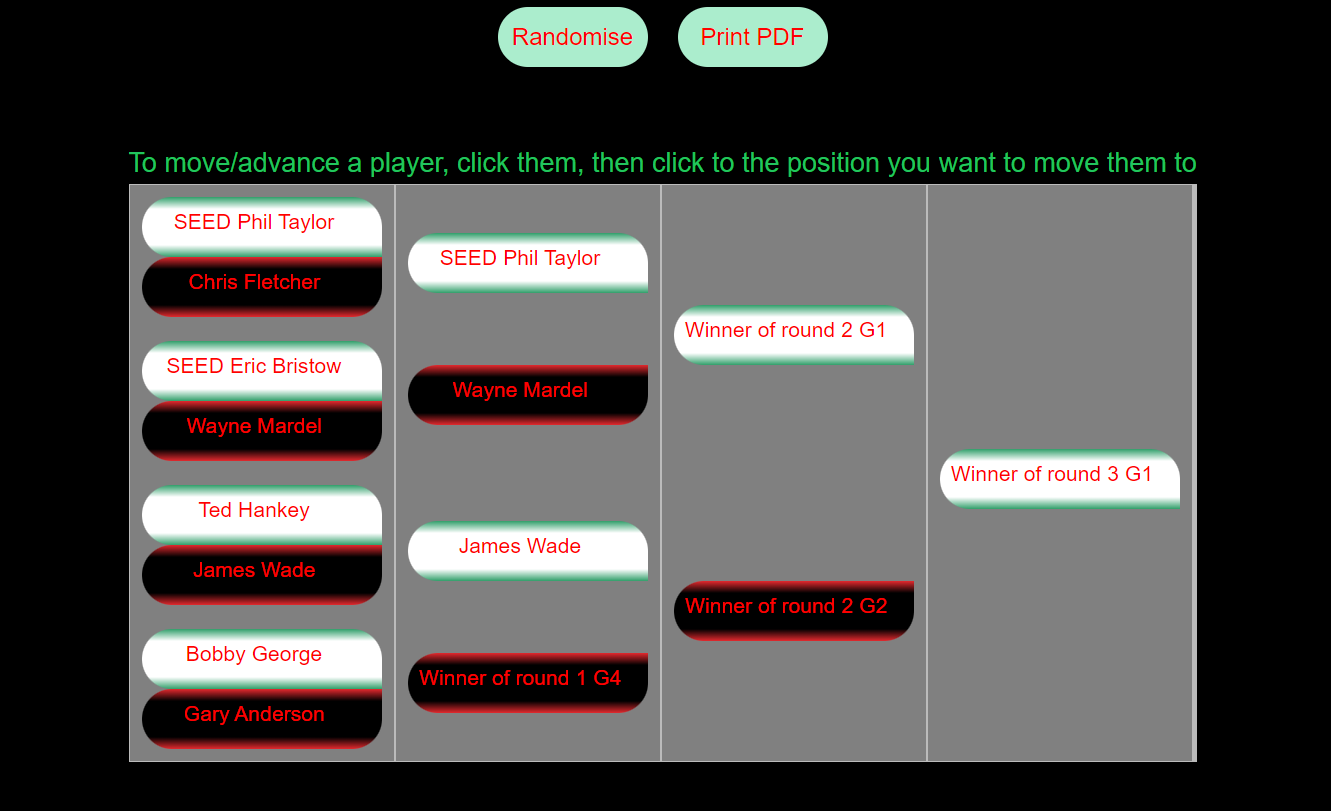 Randomise
Print PDF
To move/advance a player, click them, then click to the position you want to move them to
SEED Phil Taylor
Chris Fletcher
SEED Eric Bristow
Wayne Mardel
Ted Hankey
James Wade
Bobby George
Gary Anderson
SEED Phil Taylor
Wayne Mardel
James Wade
Winner of round 1 G4
Winner of round 2 G1
Winner of round 2 G2
Winner of round 3 G1